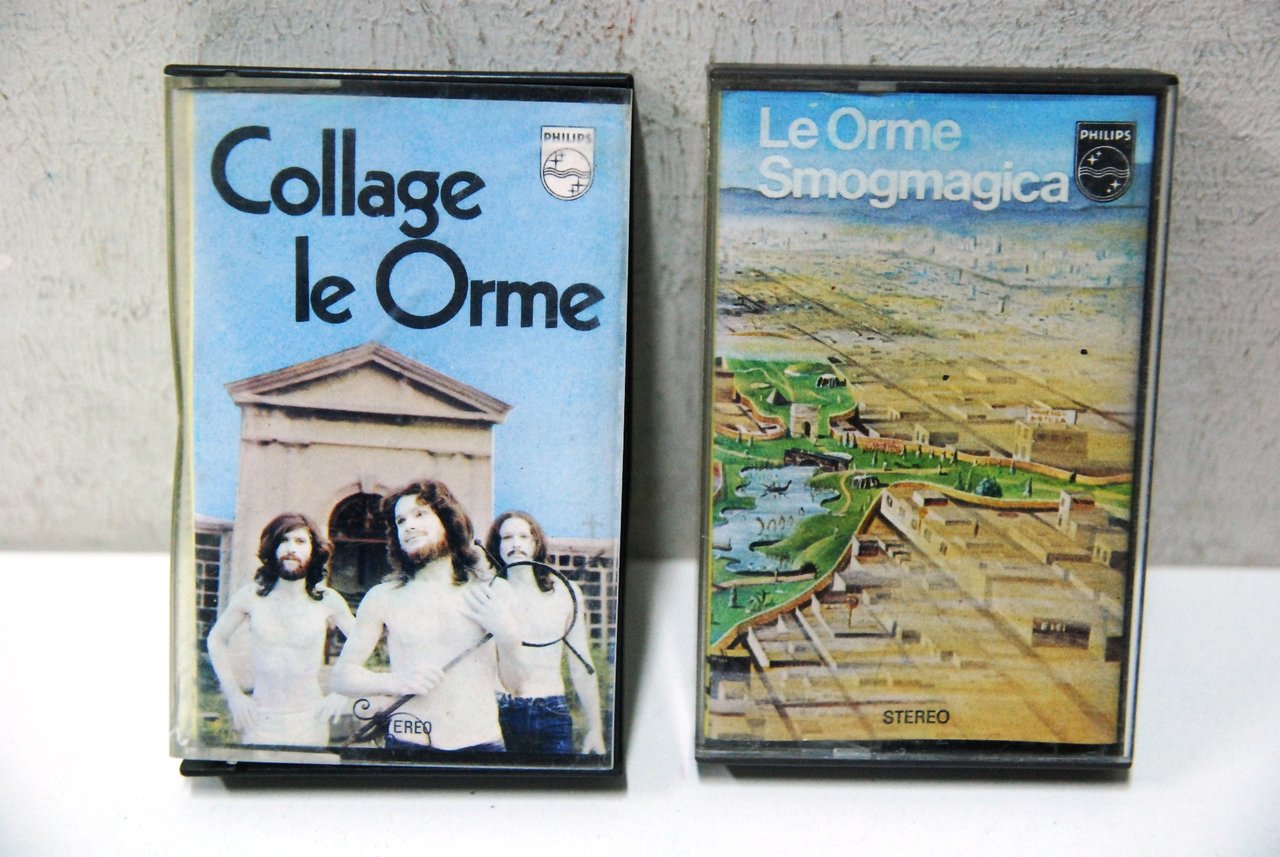 Collage
le Orme
PHILIPS
EREO
Le Orme
Smogmagica
PHILIPS
STEREO